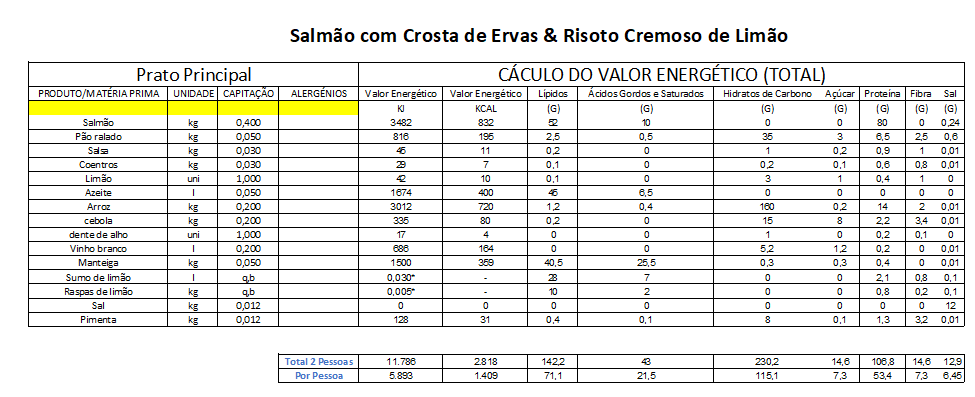 Salmão com Crosta de Ervas & Risoto Cremoso de Limão
Prato Principal CÁCULO DO VALOR ENERGÉTICO (TOTAL)
PRODUTO/MATÉRIA PRIMA UNIDADE CAPITAÇÃO ALERGÉNIOS Valor Energético Valor Energético Lípidos Ácidos Gordos e Saturados Hidratos de Carbono Açúcar Proteína Fibra Sal
KI KCAL (G) (G) (G) (G) (G) (G) (G)
Salmão kg 0,400 3482 832 52 10 0 0 80 0 0,24
Pão ralado kg 0,050 816 195 2,5 0,5 35 3 6,5 2,5 0,6
Salsa kg 0,030 45 11 0,2 0 1 0,2 0,9 1 0,01
Coentros kg 0,030 29 7 0,1 0 0,2 0,1 0,6 0,8 0,01
Limão uni 1,000 42 10 0,1 0 3 1 0,4 1 0
Azeite l 0,050 1674 400 45 6,5 0 0 0 0 0
Arroz kg 0,200 3012 720 1,2 0,4 160 0,2 14 2 0,01
cebola kg 0,200 335 80 0,2 0 15 8 2,2 3,4 0,01
dente de alho uni 1,000 17 4 0 0 1 0 0,2 0,1 0
Vinho branco l 0,200 686 164 0 0 5,2 1,2 0,2 0 0,01
Manteiga kg 0,050 1500 359 40,5 25,5 0,3 0,3 0,4 0 0,01
Sumo de limão l q,b 0,030* - 28 7 0 0 2,1 0,8 0,1
Raspas de limão kg q,b 0,005* - 10 2 0 0 0,8 0,2 0,1
Sal kg 0,012 0 0 0 0 0 0 0 0 12
Pimenta kg 0,012 128 31 0,4 0,1 8 0,1 1,3 3,2 0,01
Total 2 Pessoas 11.786 2.818 142,2 43 230,2 14,6 106,8 14,6 12,9
Por Pessoa 5.893 1.409 71,1 21,5 115,1 7,3 53,4 7,3 6,45